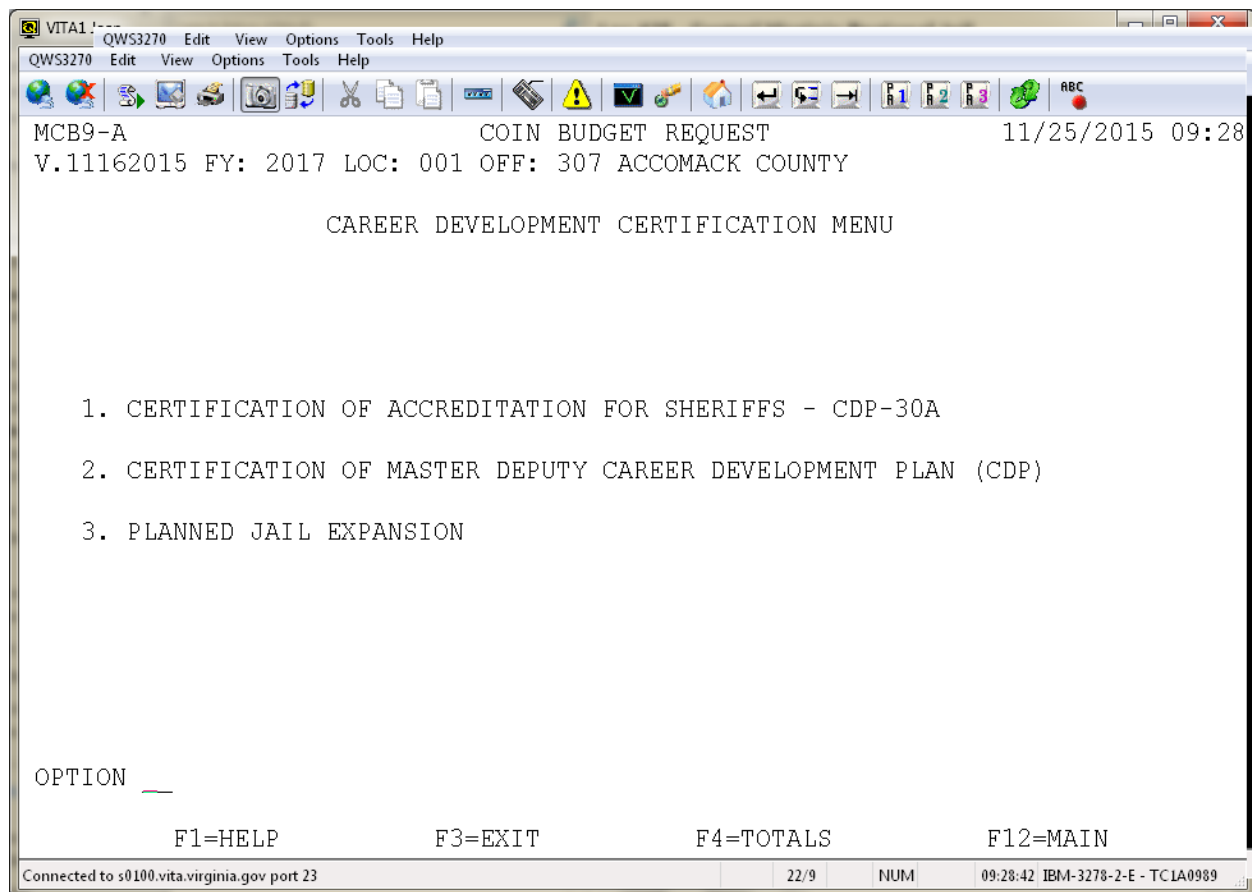 VITA1
QWS3270 Edit View Options Tools Help
QWS3270 Edit View Options Tools Help
PA1 PA2 PA3 ABC
MCB9-A COIN BUDGET REQUEST 11/25/2015 09:28
V.11162015 FY: 2017 LOC: 001 OFF: 307 ACCOMACK COUNTY
CAREER DEVELOPMENT CERTIFICATION MENU
1. CERTIFICATION OF ACCREDITATION FOR SHERIFFS - CDP-30A
2. CERTIFICATION OF MASTER DEPUTY CAREER DEVELOPMENT PLAN (CDP)
3. PLANNED JAIL EXPANSION
OPTION __
F1=HELP F3=EXIT F4=TOTALS F12=MAIN
Connected to s0100.vita.virginia.gov port 23 22/9 NUM 09:28:42 IBM-3278-2-E - TC1A0989